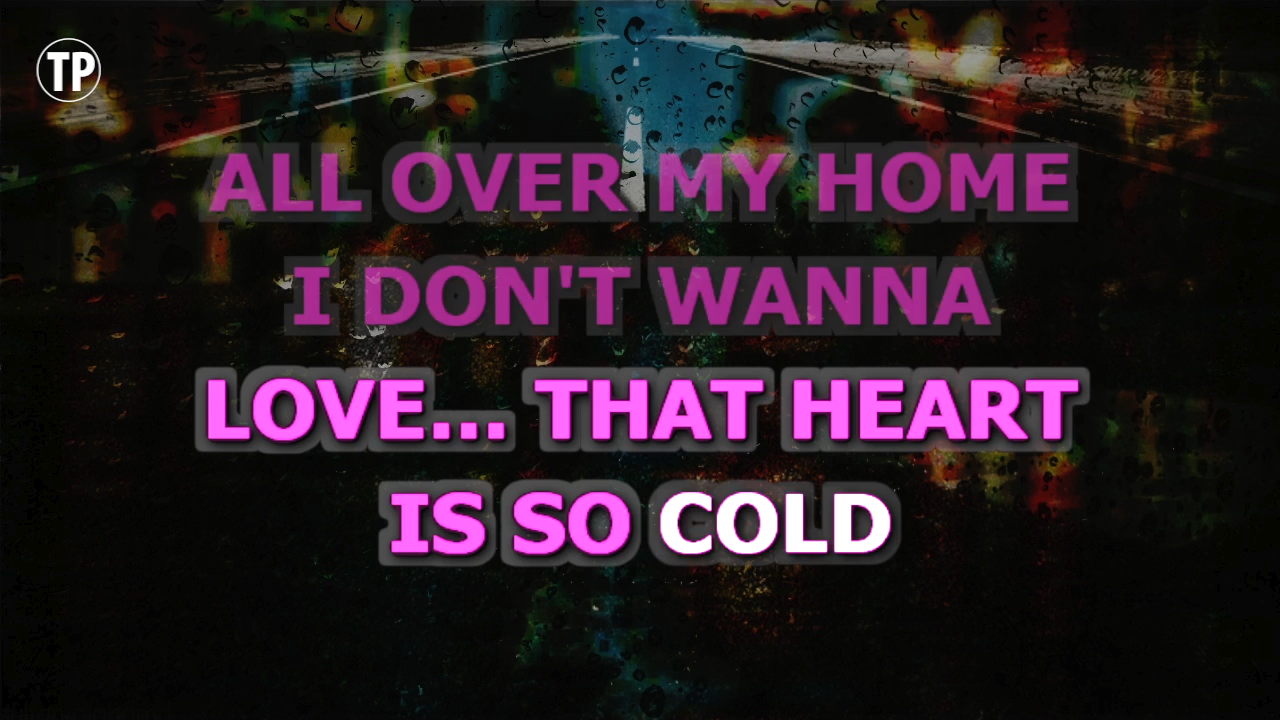 TP
ALL OVER MY HOME
I DON'T WANNA
LOVE... THAT HEART
IS SO COLD